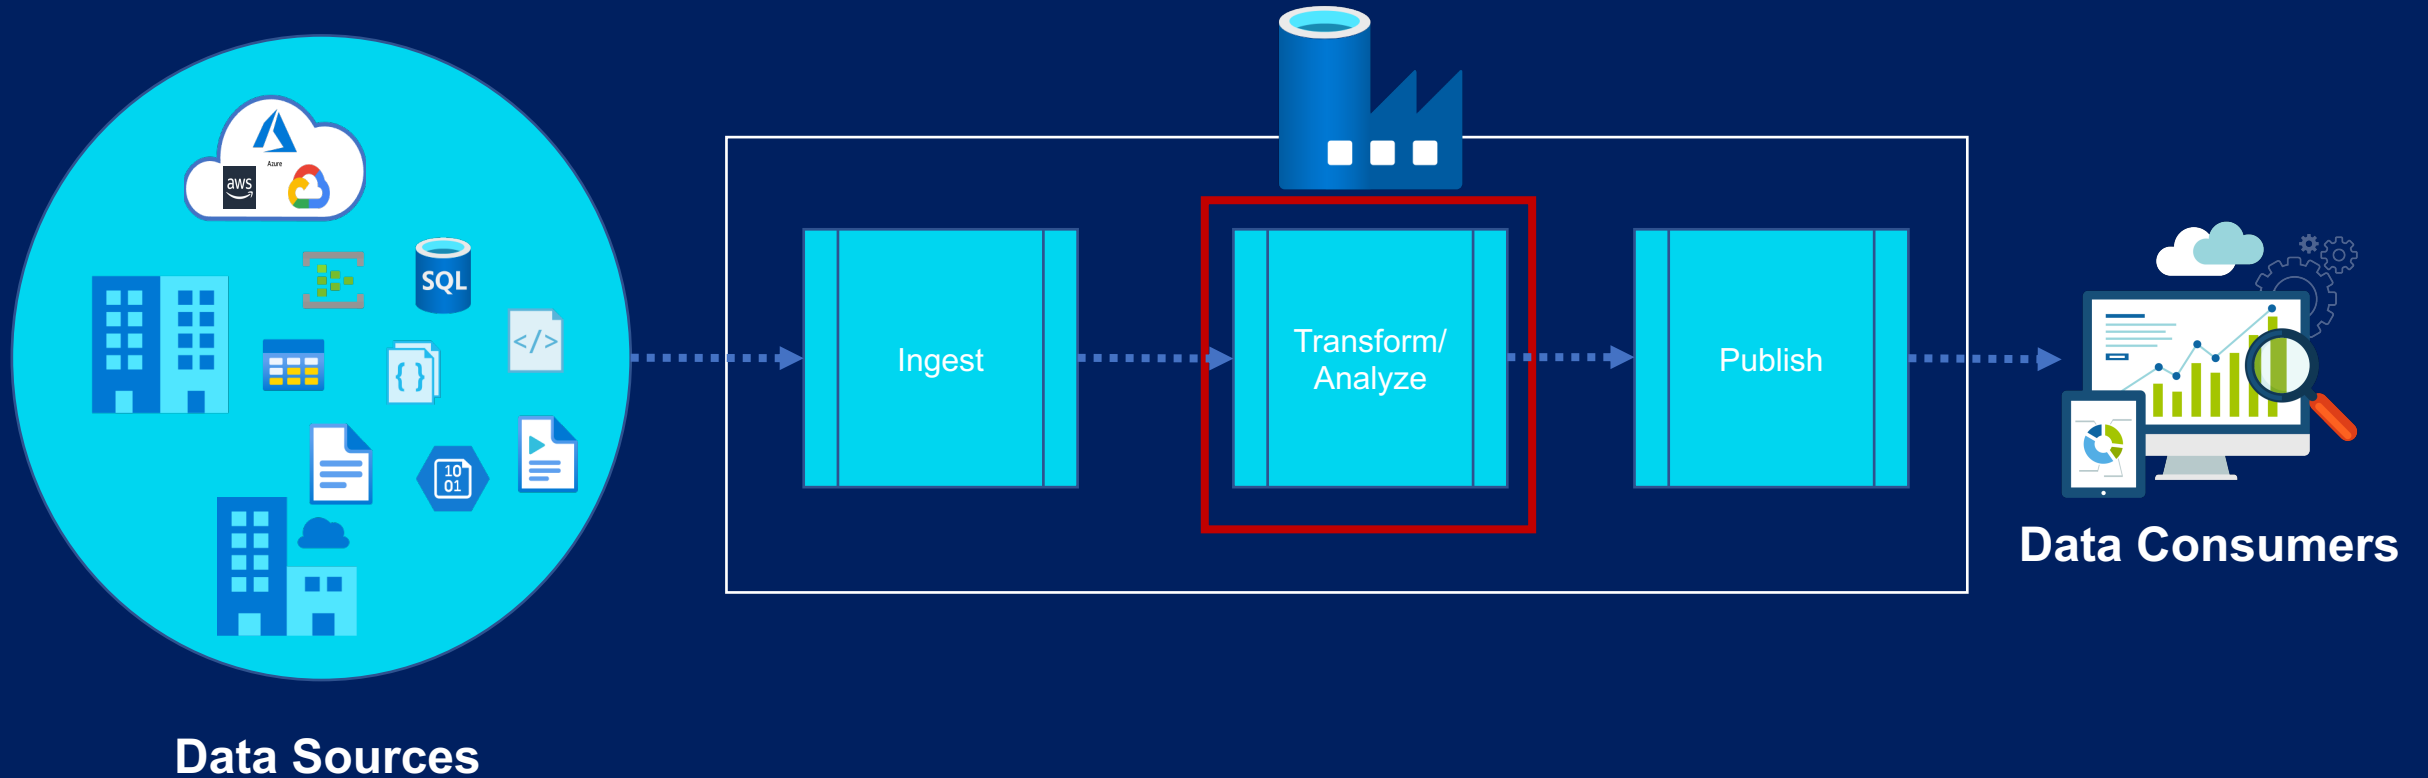 Azure
aws
SQL
</>
{ }
10
01
Data Sources
Ingest
Transform/
Analyze
Publish
Data Consumers